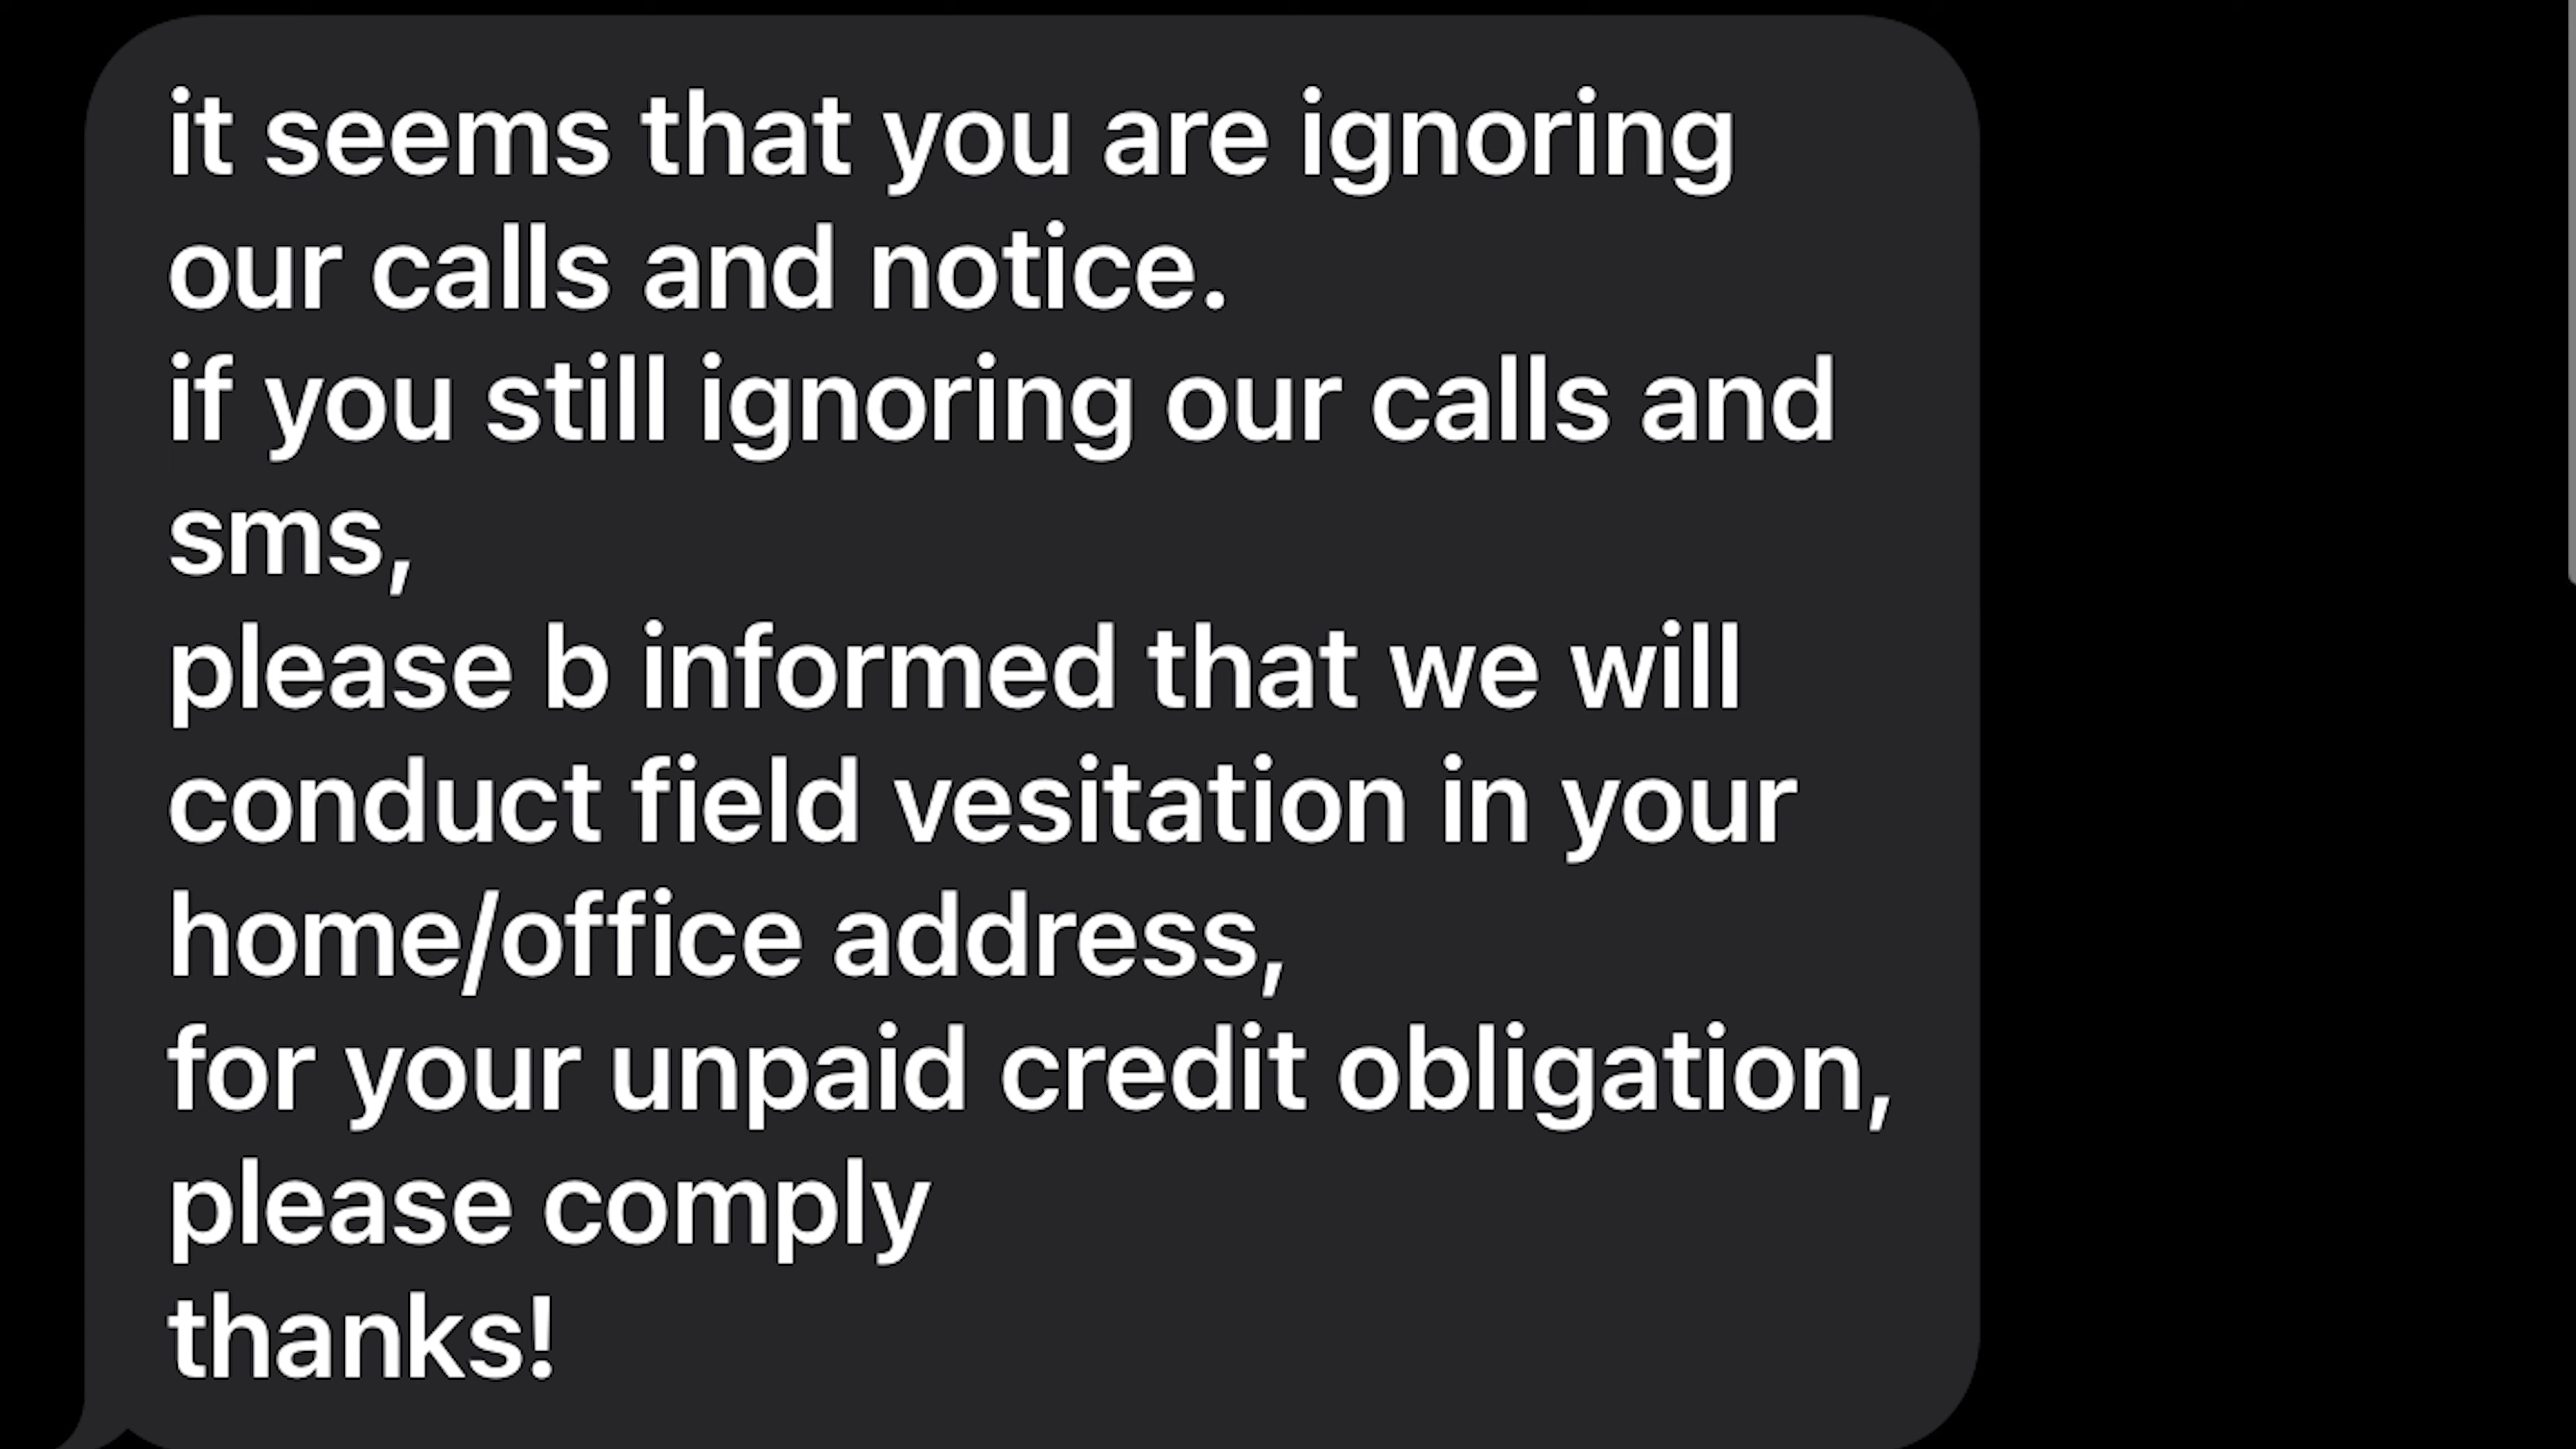 it seems that you are ignoring
our calls and notice.
if you still ignoring our calls and
sms,
please b informed that we will
conduct field vesitation in your
home/office address,
for your unpaid credit obligation,
please comply
thanks!